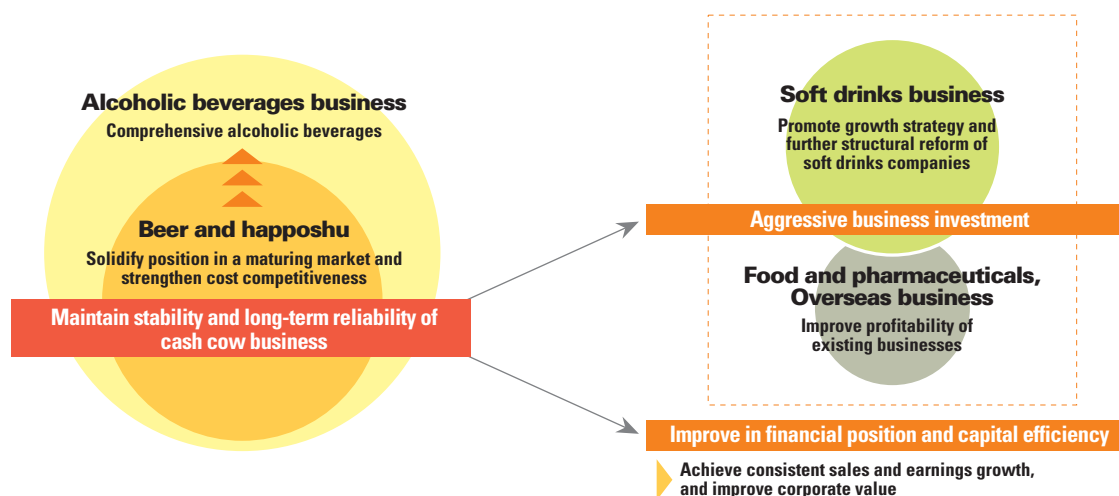 Alcoholic beverages business
Comprehensive alcoholic beverages
Beer and happoshu
Solidify position in a maturing market and
strengthen cost competitiveness
Maintain stability and long-term reliability of
cash cow business
Soft drinks business
Promote growth strategy and
further structural reform of
soft drinks companies
Aggressive business investment
Food and pharmaceuticals,
Overseas business
Improve profitability of
existing businesses
Improve in financial position and capital efficiency
Achieve consistent sales and earnings growth,
and improve corporate value